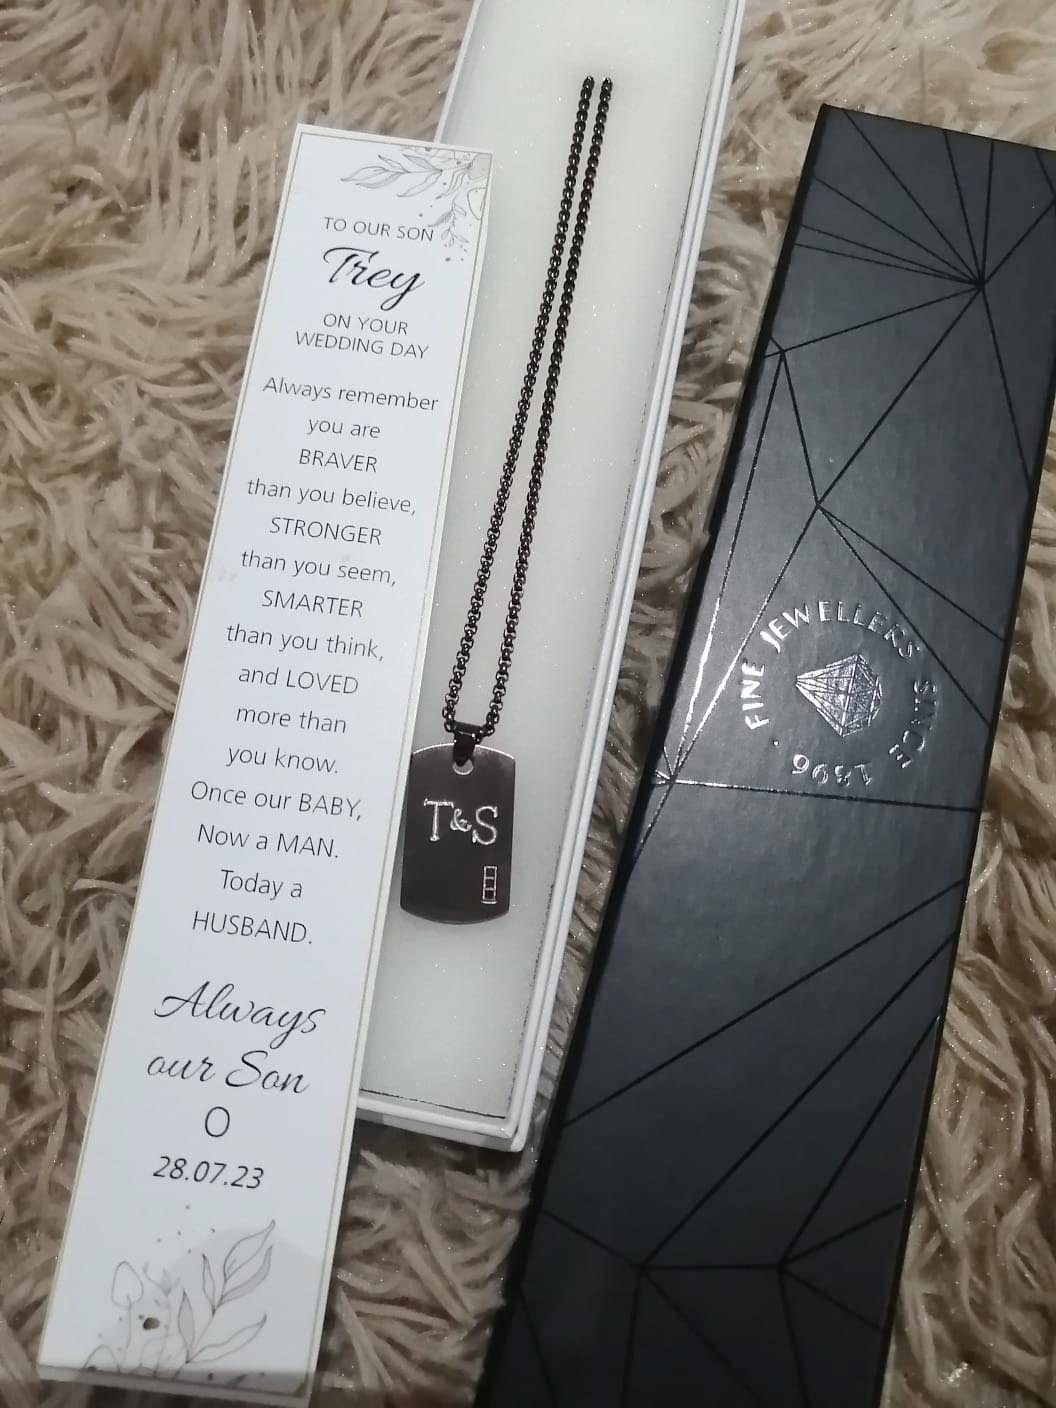 TO OUR SON
Trey
ON YOUR
WEDDING DAY
Always remember
you are
BRAVER
than you believe,
STRONGER
than you seem,
SMARTER
than you think,
and LOVED
more than
you know.
Once our BABY,
Now a MAN.
Today a
HUSBAND.
Always
our Son
O
28.07.23
T&S
FINE JEWELLERS SINCE 1896 •